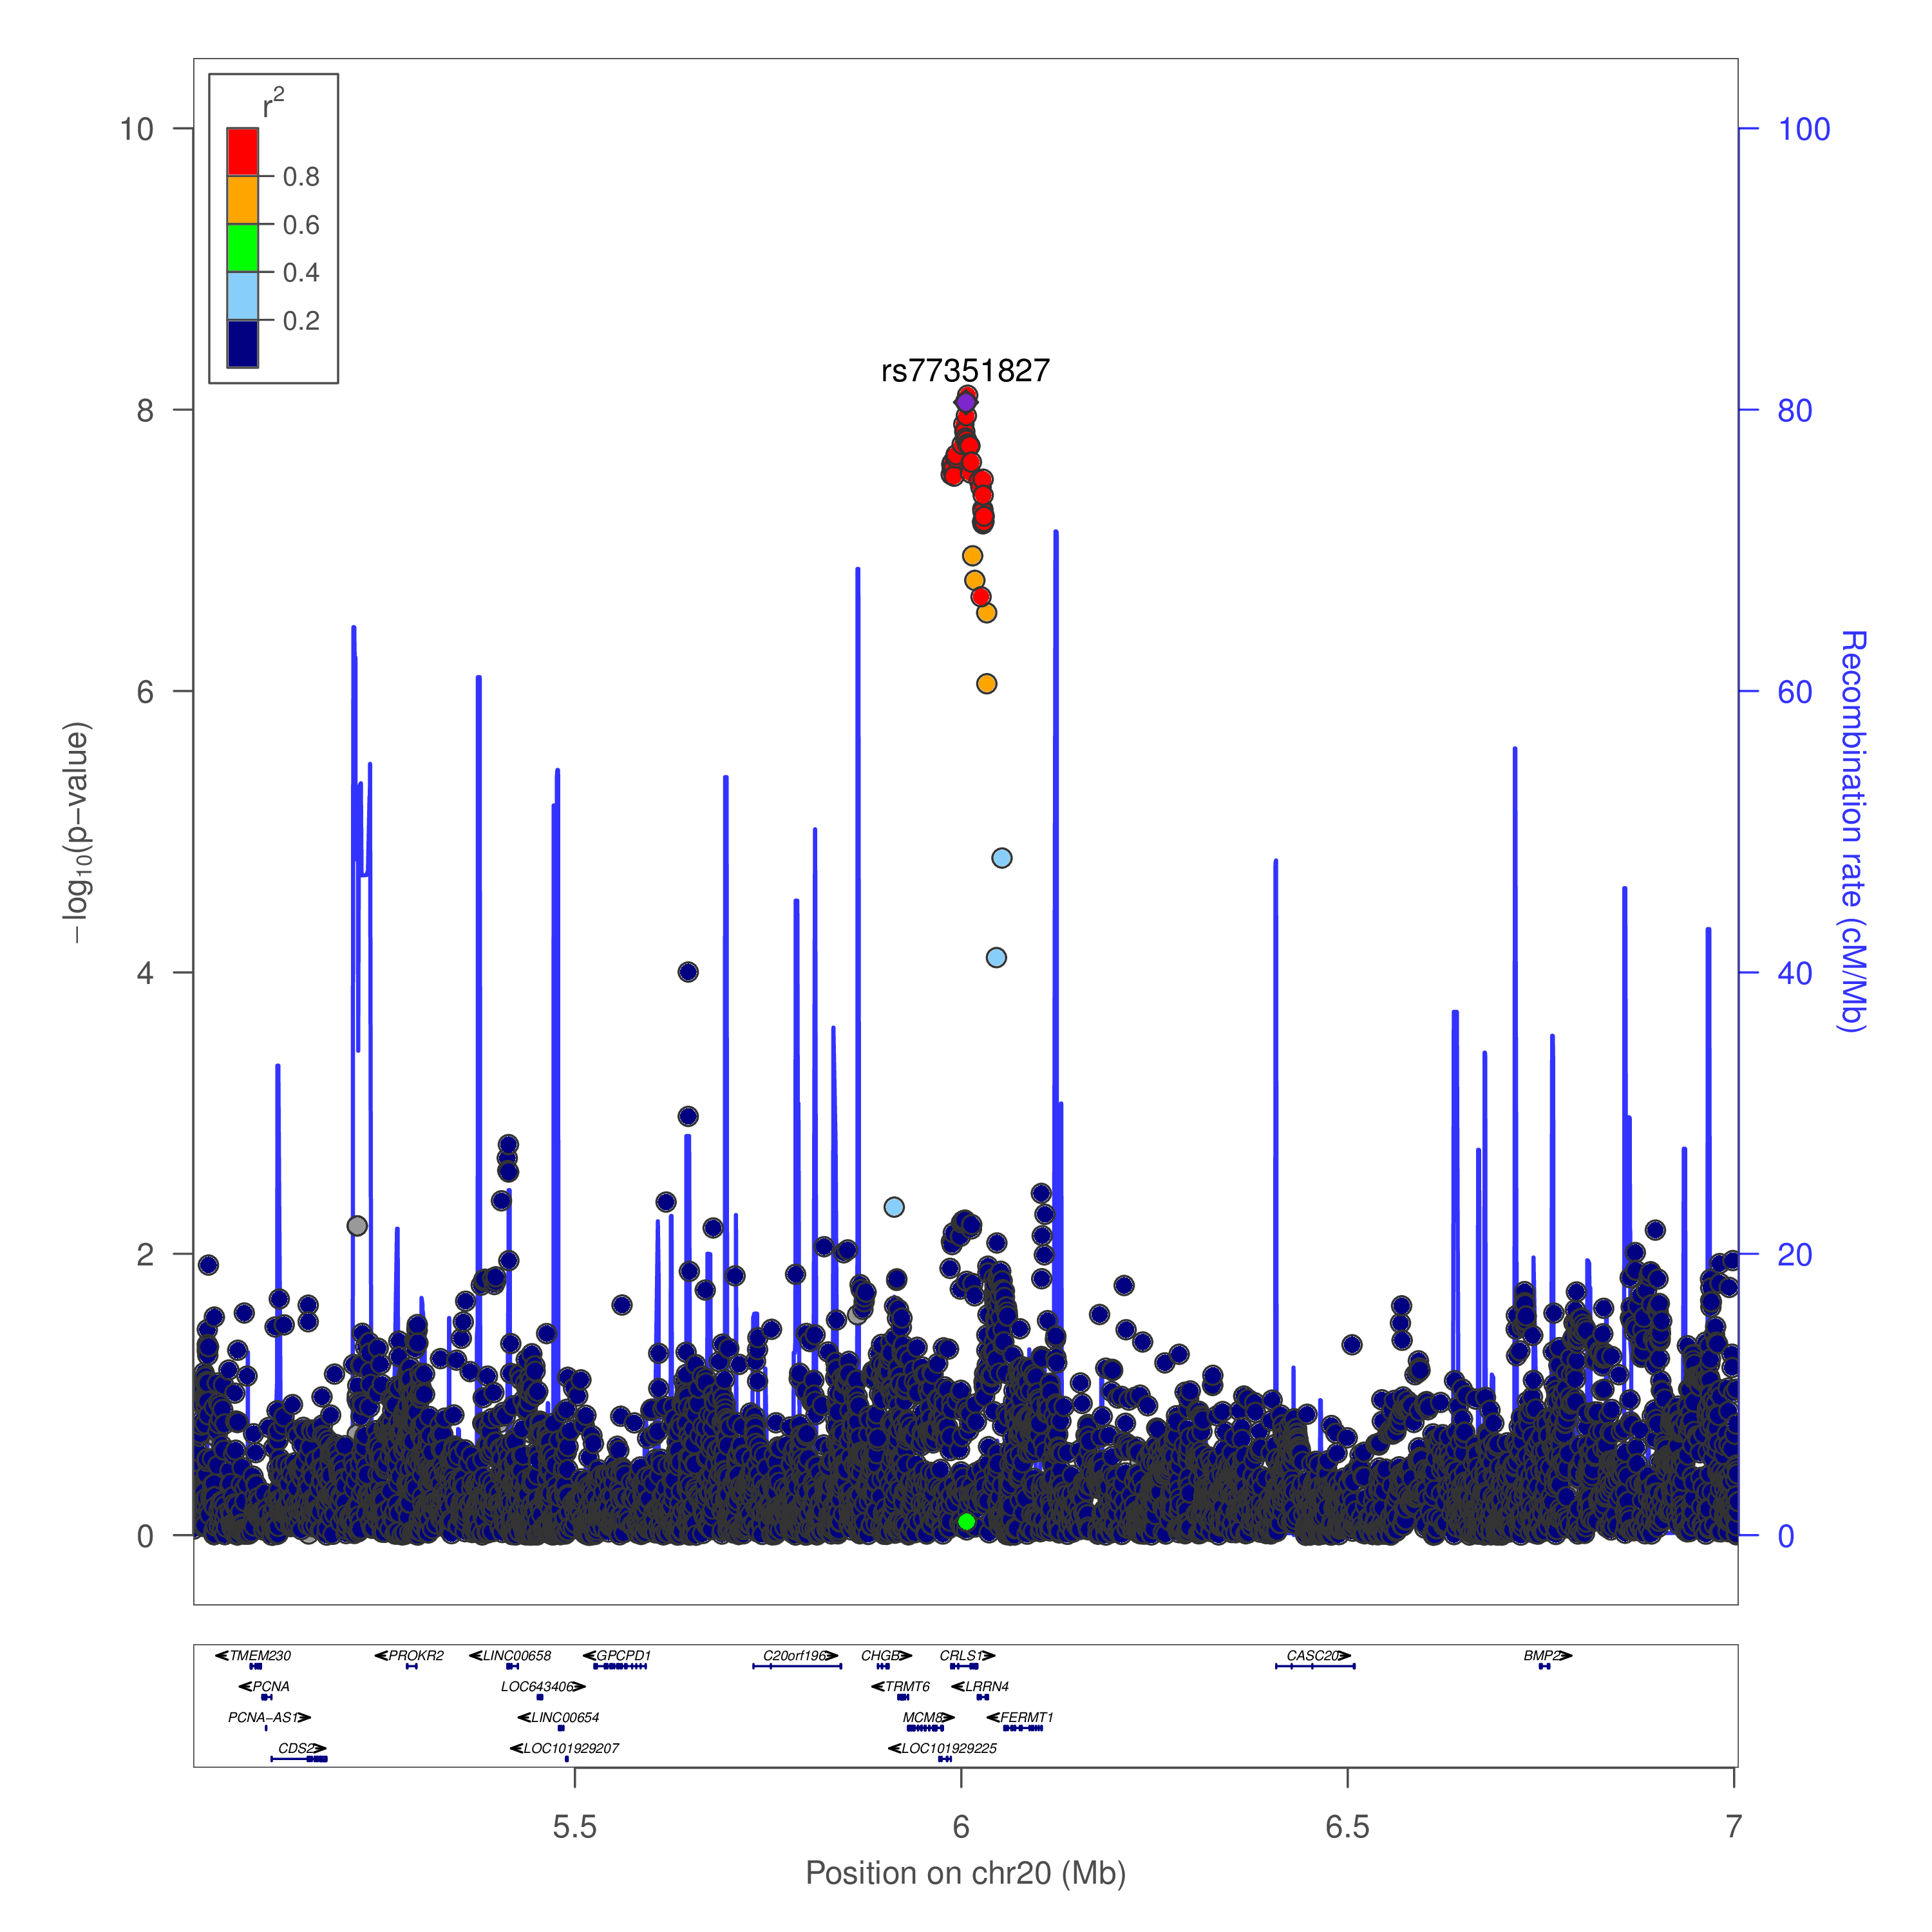 r2
0.8
0.6
0.4
0.2
rs77351827
10
8
6
4
2
0
−log10(p−value)
100
80
60
40
20
0
Recombination rate (cM/Mb)
TMEM230 PROKR2 LINC00658 GPCPD1 C20orf196 CHGB CRLS1 CASC20 BMP2
PCNA LOC643406 TRMT6 LRRN4
PCNA−AS1 LINC00654 MCM8 FERMT1
CDS2 LOC101929207 LOC101929225
5.5 6 6.5 7
Position on chr20 (Mb)